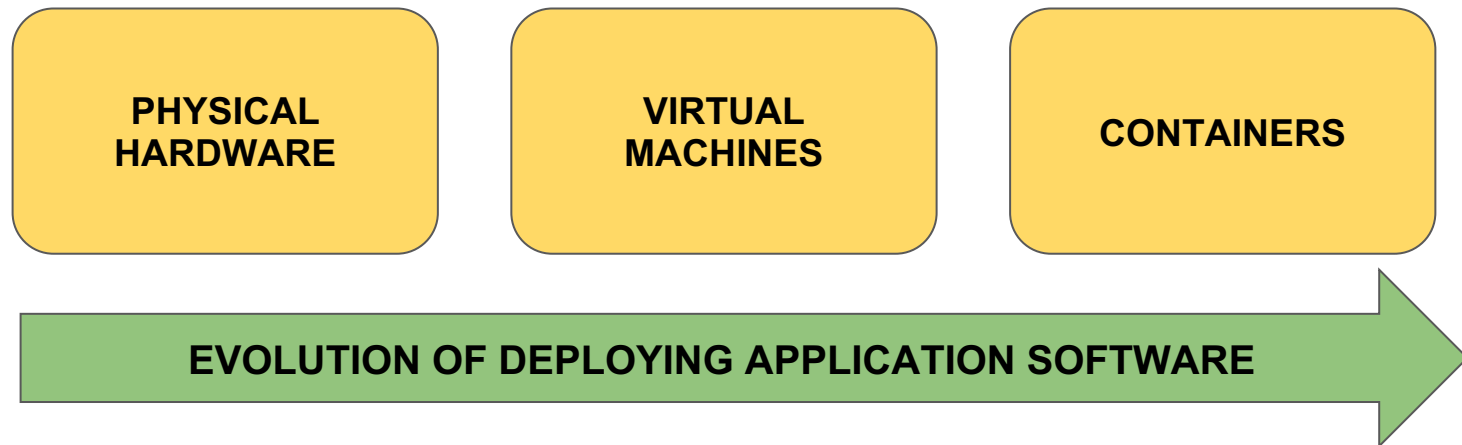 PHYSICAL
HARDWARE
VIRTUAL
MACHINES
CONTAINERS
EVOLUTION OF DEPLOYING APPLICATION SOFTWARE